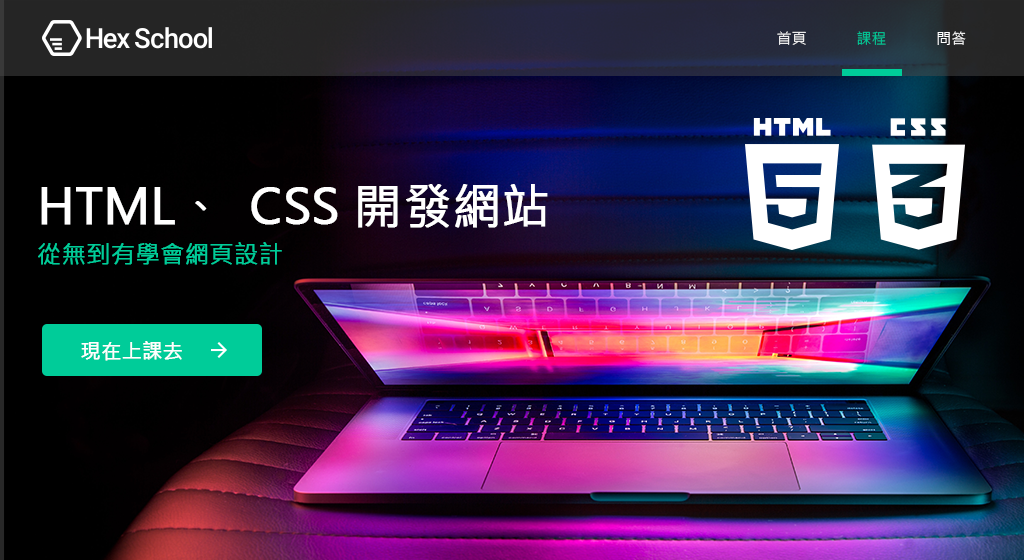 Hex School
首頁 課程 問答
HTML CSS
HTML、 CSS 開發網站
從無到有學會網頁設計
現在上課去 →